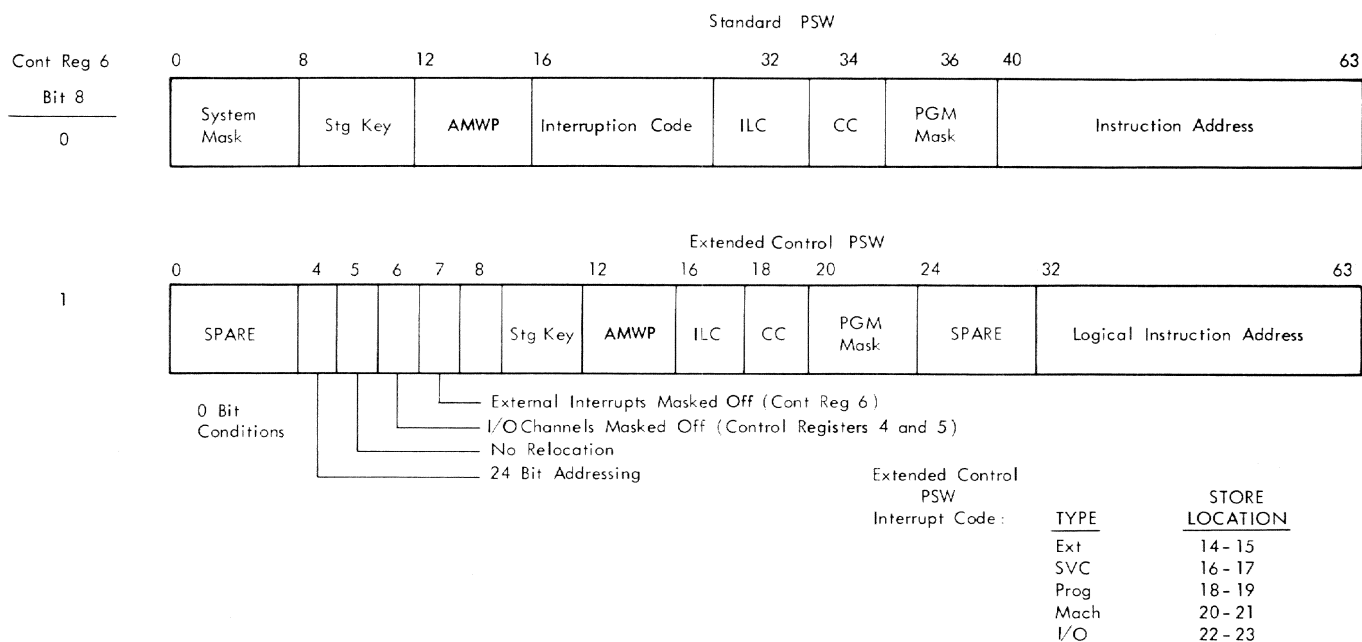 Standard PSW
Cont Reg 6
0 8 12 16 32 34 36 40 63
Bit 8
0
System Mask
Stg Key
AMWP
Interruption Code
ILC
CC
PGM Mask
Instruction Address
Extended Control PSW
0 4 5 6 7 8 12 16 18 20 24 32 63
1
SPARE
Stg Key
AMWP
ILC
CC
PGM Mask
SPARE
Logical Instruction Address
0 Bit Conditions
External Interrupts Masked Off (Cont Reg 6)
I/O Channels Masked Off (Control Registers 4 and 5)
No Relocation
24 Bit Addressing
Extended Control
PSW
Interrupt Code :
TYPE
STORE LOCATION
Ext 14-15
SVC 16-17
Prog 18-19
Mach 20-21
I/O 22-23